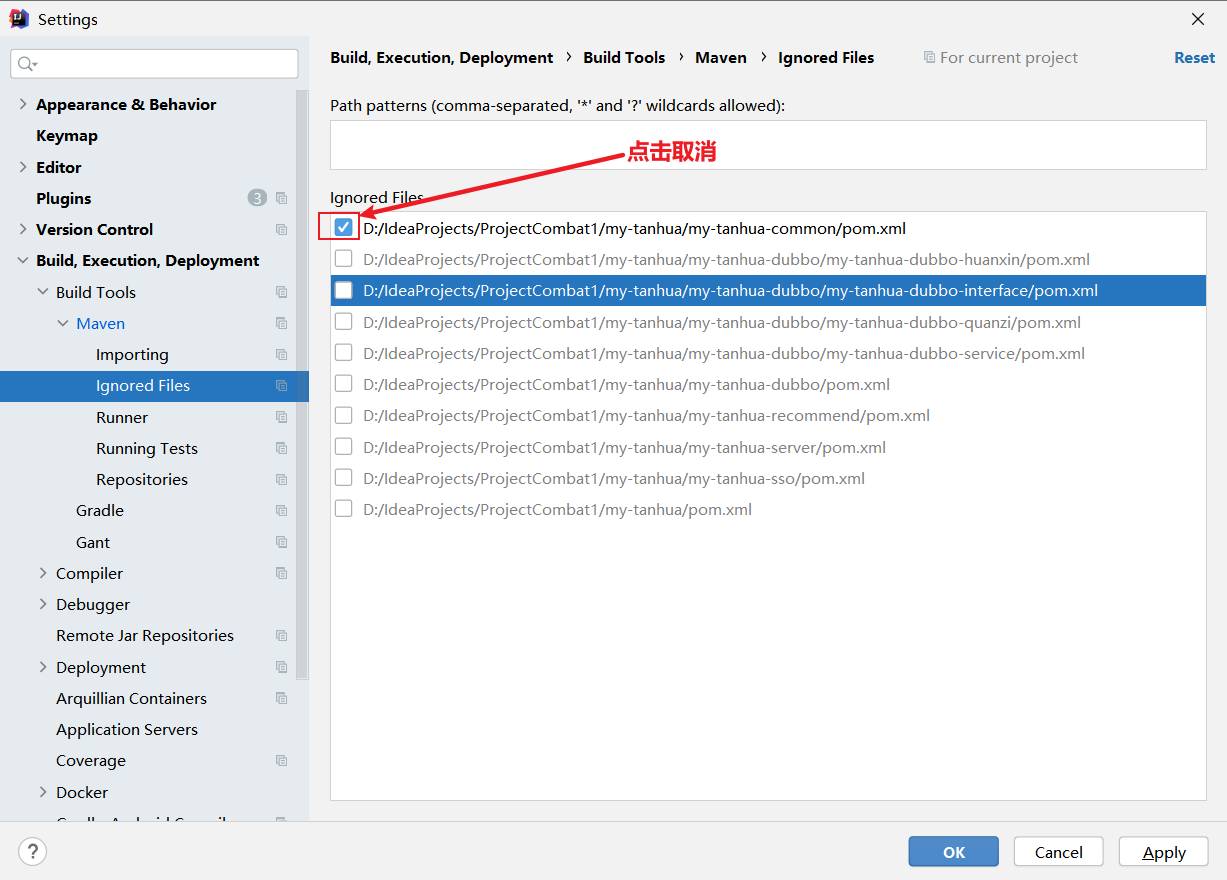 Settings
Build, Execution, Deployment › Build Tools › Maven › Ignored Files For current project Reset
Path patterns (comma-separated, '*' and '?' wildcards allowed):
点击取消
Ignored Files
D:/IdeaProjects/ProjectCombat1/my-tanhua/my-tanhua-common/pom.xml
D:/IdeaProjects/ProjectCombat1/my-tanhua/my-tanhua-dubbo/my-tanhua-dubbo-huanxin/pom.xml
D:/IdeaProjects/ProjectCombat1/my-tanhua/my-tanhua-dubbo/my-tanhua-dubbo-interface/pom.xml
D:/IdeaProjects/ProjectCombat1/my-tanhua/my-tanhua-dubbo/my-tanhua-dubbo-quanzi/pom.xml
D:/IdeaProjects/ProjectCombat1/my-tanhua/my-tanhua-dubbo/my-tanhua-dubbo-service/pom.xml
D:/IdeaProjects/ProjectCombat1/my-tanhua/my-tanhua-dubbo/pom.xml
D:/IdeaProjects/ProjectCombat1/my-tanhua/my-tanhua-recommend/pom.xml
D:/IdeaProjects/ProjectCombat1/my-tanhua/my-tanhua-server/pom.xml
D:/IdeaProjects/ProjectCombat1/my-tanhua/my-tanhua-sso/pom.xml
D:/IdeaProjects/ProjectCombat1/my-tanhua/pom.xml
Appearance & Behavior
Keymap
Editor
Plugins 3
Version Control
Build, Execution, Deployment
Build Tools
Maven
Importing
Ignored Files
Runner
Running Tests
Repositories
Gradle
Gant
Compiler
Debugger
Remote Jar Repositories
Deployment
Arquillian Containers
Application Servers
Coverage
Docker
?
OK Cancel Apply